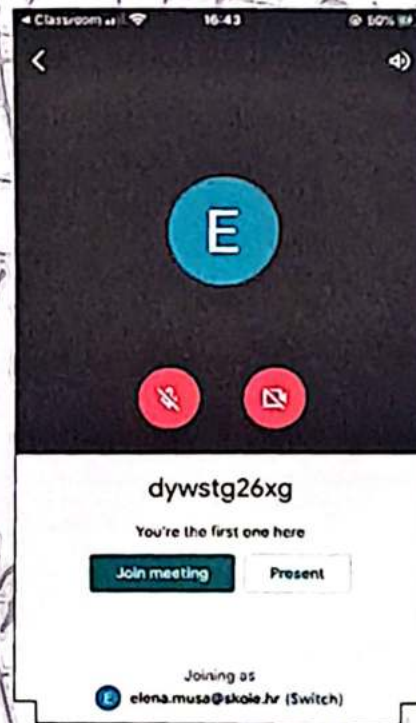 ◄ Classroom 16:43 50%
E
dywstg26xg
You're the first one here
Join meeting Present
Joining as
E elena.musa@skole.hr (Switch)